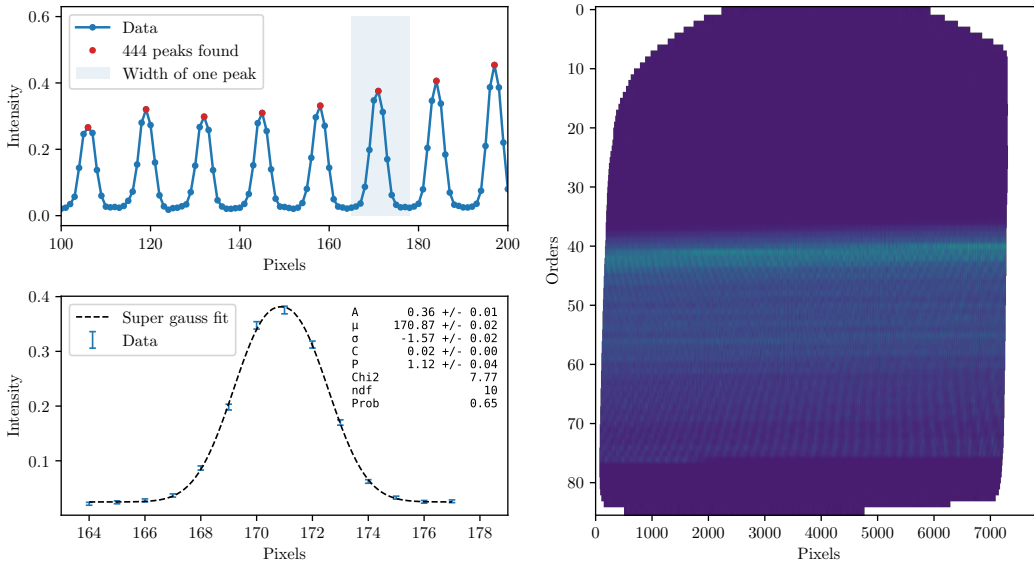 0.6
0.4
0.2
0.0
Intensity
Data
444 peaks found
Width of one peak
100
120
140
160
180
200
Pixels
0.4
0.3
0.2
0.1
Intensity
Super gauss fit
Data
A 0.36 +/- 0.01
μ 170.87 +/- 0.02
σ -1.57 +/- 0.02
C 0.02 +/- 0.00
P 1.12 +/- 0.04
Chi2 7.77
ndf 10
Prob 0.65
164
166
168
170
172
174
176
178
Pixels
0
10
20
30
40
50
60
70
80
Orders
0
1000
2000
3000
4000
5000
6000
7000
Pixels